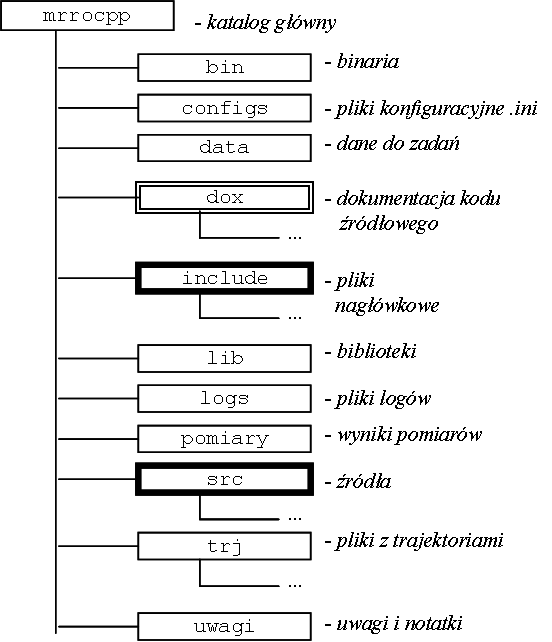 mrrocpp - katalog główny
bin - binaria
configs - pliki konfiguracyjne .ini
data - dane do zadań
dox - dokumentacja kodu
źródłowego
...
include - pliki
nagłówkowe
...
lib - biblioteki
logs - pliki logów
pomiary - wyniki pomiarów
src - źródła
...
trj - pliki z trajektoriami
...
uwagi - uwagi i notatki